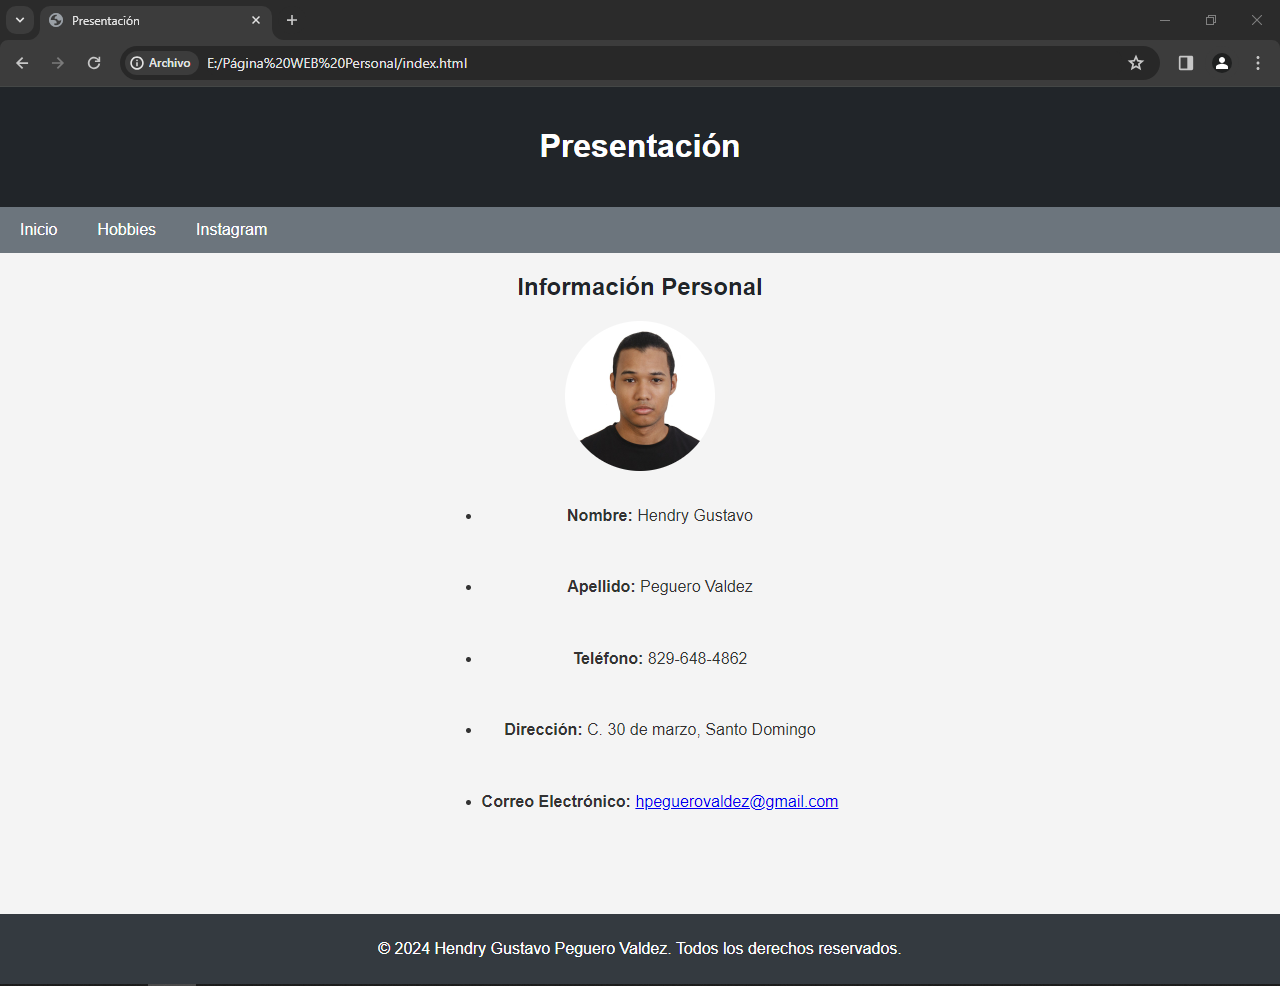 Presentación
Archivo E:/Página%20WEB%20Personal/index.html
Presentación
Inicio Hobbies Instagram
Información Personal
• Nombre: Hendry Gustavo
• Apellido: Peguero Valdez
• Teléfono: 829-648-4862
• Dirección: C. 30 de marzo, Santo Domingo
• Correo Electrónico: hpeguerovaldez@gmail.com
© 2024 Hendry Gustavo Peguero Valdez. Todos los derechos reservados.